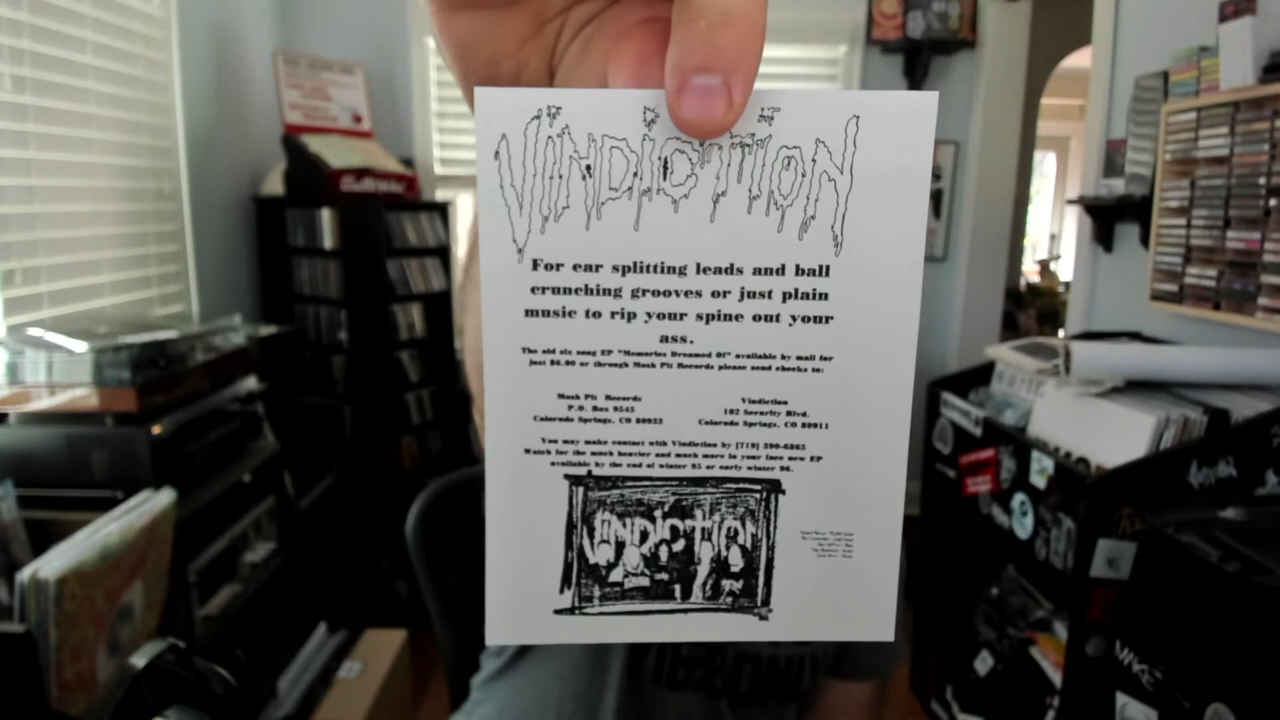 VINDICTION
For ear splitting leads and ball
crunching grooves or just plain
music to rip your spine out your
ass.
The old six song EP "Memories Dreamed Of" available by mail for
just $6.00 or through Mosh Pit Records please send checks to:
Mosh Pit Records
P.O. Box 9545
Colorado Springs, CO 80932
Vindiction
102 Security Blvd.
Colorado Springs, CO 80911
You may make contact with Vindiction by [719] 390-6865
Watch for the much heavier and much more in your face new EP
available by the end of winter 95 or early winter 96.
VINDICTION